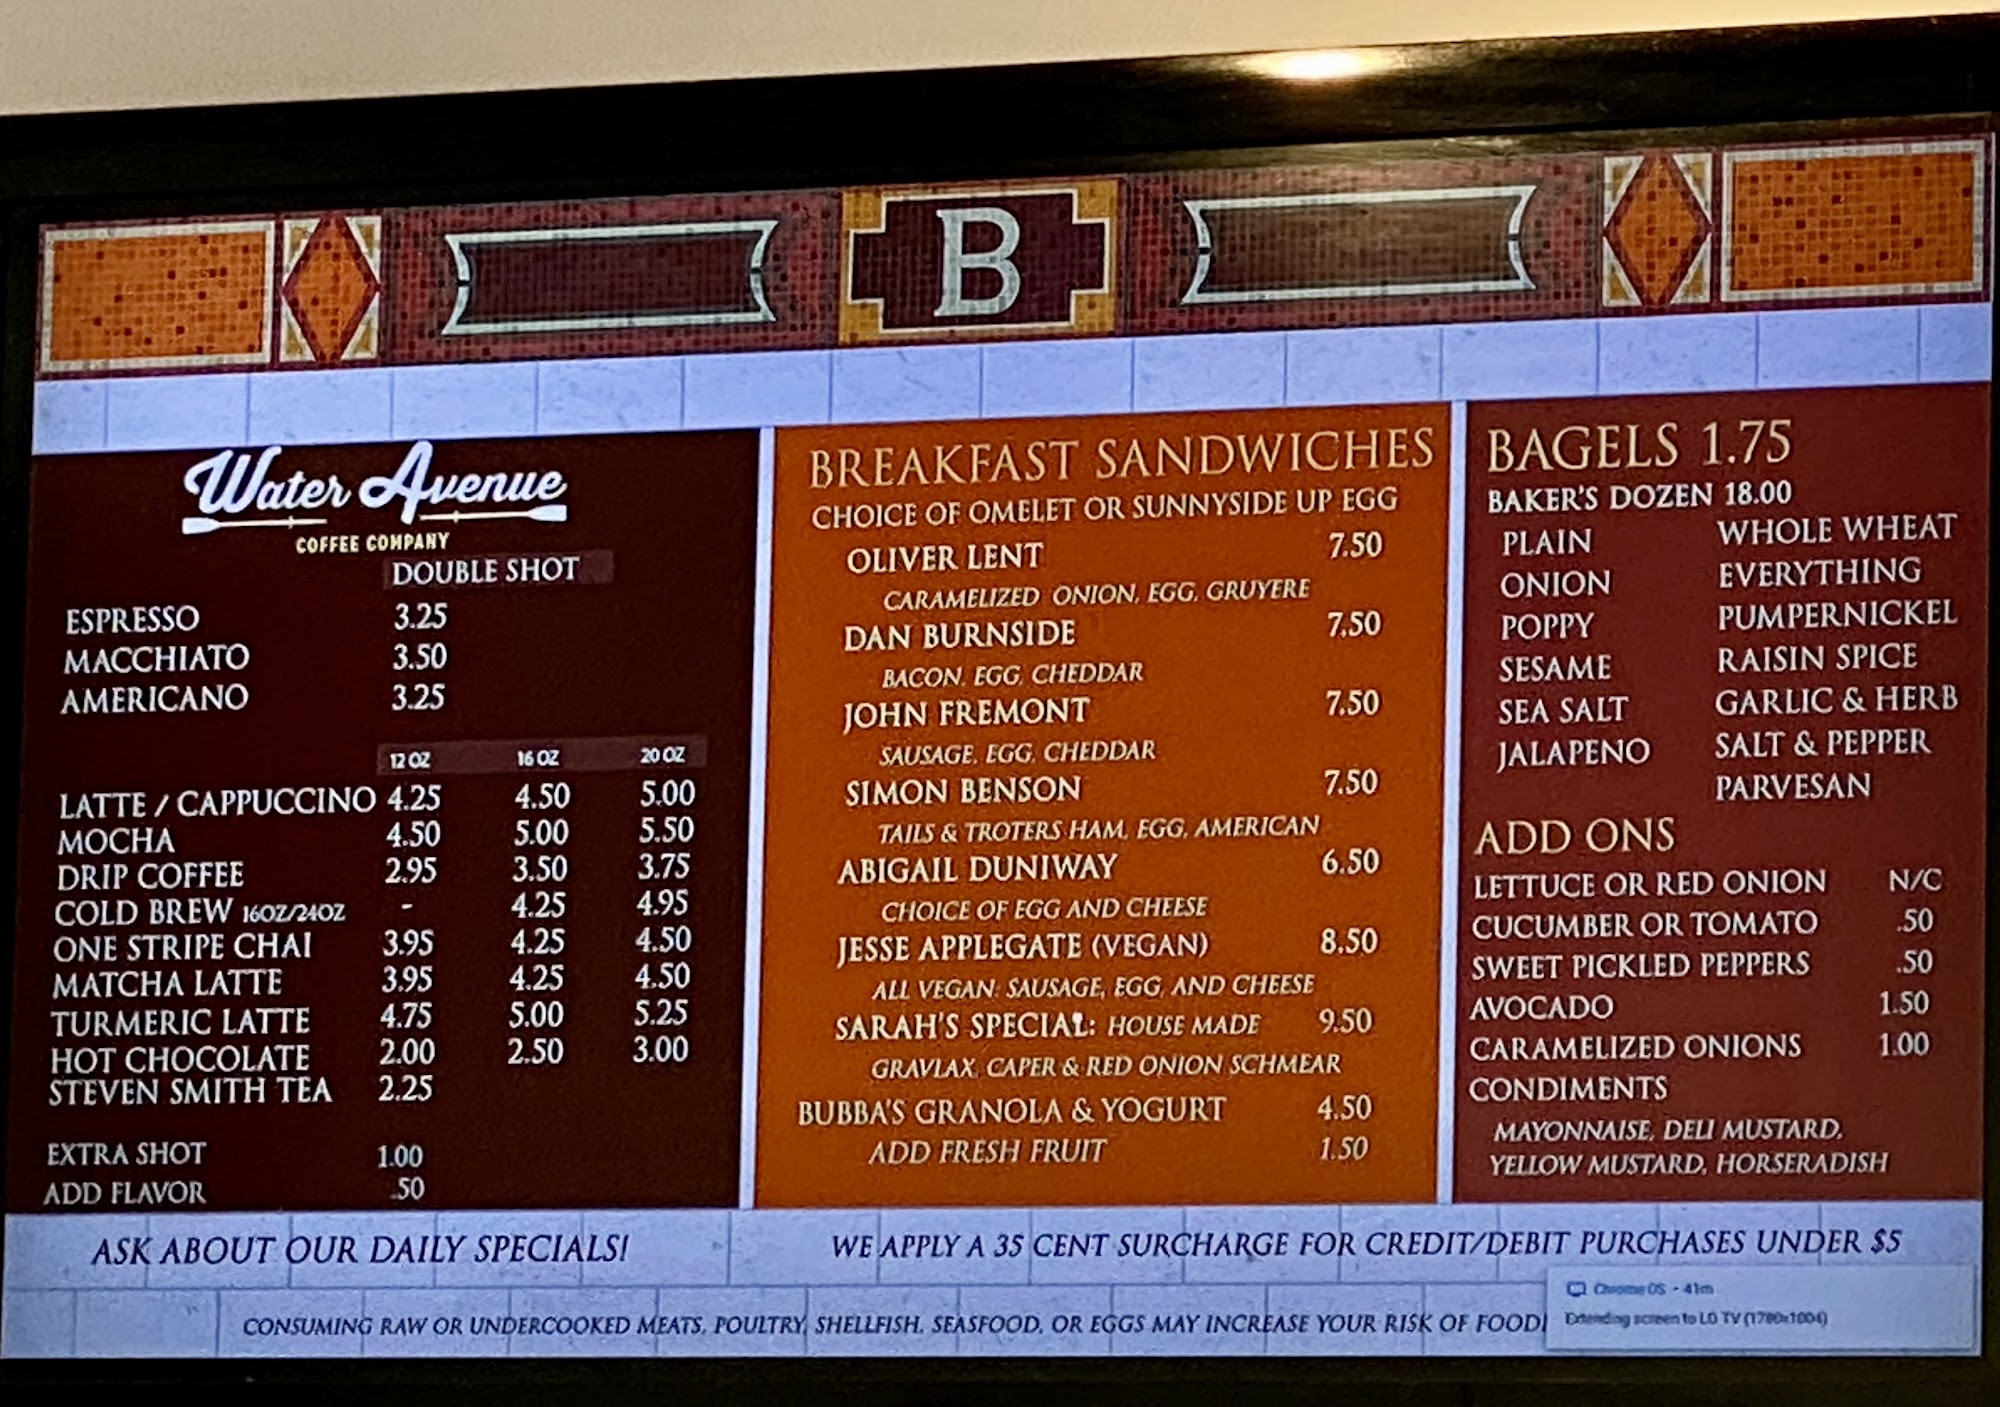 B
Water Avenue
COFFEE COMPANY
DOUBLE SHOT
ESPRESSO 3.25
MACCHIATO 3.50
AMERICANO 3.25
12 OZ 16 OZ 20 OZ
LATTE / CAPPUCCINO 4.25 4.50 5.00
MOCHA 4.50 5.00 5.50
DRIP COFFEE 2.95 3.50 3.75
COLD BREW 16OZ/24OZ - 4.25 4.95
ONE STRIPE CHAI 3.95 4.25 4.50
MATCHA LATTE 3.95 4.25 4.50
TURMERIC LATTE 4.75 5.00 5.25
HOT CHOCOLATE 2.00 2.50 3.00
STEVEN SMITH TEA 2.25
EXTRA SHOT 1.00
ADD FLAVOR .50
BREAKFAST SANDWICHES
CHOICE OF OMELET OR SUNNYSIDE UP EGG
OLIVER LENT 7.50
CARAMELIZED ONION, EGG, GRUYERE
DAN BURNSIDE 7.50
BACON, EGG, CHEDDAR
JOHN FREMONT 7.50
SAUSAGE, EGG, CHEDDAR
SIMON BENSON 7.50
TAILS & TROTERS HAM, EGG, AMERICAN
ABIGAIL DUNIWAY 6.50
CHOICE OF EGG AND CHEESE
JESSE APPLEGATE (VEGAN) 8.50
ALL VEGAN: SAUSAGE, EGG, AND CHEESE
SARAH'S SPECIAL: HOUSE MADE 9.50
GRAVLAX, CAPER & RED ONION SCHMEAR
BUBBA'S GRANOLA & YOGURT 4.50
ADD FRESH FRUIT 1.50
BAGELS 1.75
BAKER'S DOZEN 18.00
PLAIN WHOLE WHEAT
ONION EVERYTHING
POPPY PUMPERNICKEL
SESAME RAISIN SPICE
SEA SALT GARLIC & HERB
JALAPENO SALT & PEPPER
PARVESAN
ADD ONS
LETTUCE OR RED ONION N/C
CUCUMBER OR TOMATO .50
SWEET PICKLED PEPPERS .50
AVOCADO 1.50
CARAMELIZED ONIONS 1.00
CONDIMENTS
MAYONNAISE, DELI MUSTARD,
YELLOW MUSTARD, HORSERADISH
ASK ABOUT OUR DAILY SPECIALS!
WE APPLY A 35 CENT SURCHARGE FOR CREDIT/DEBIT PURCHASES UNDER $5
CONSUMING RAW OR UNDERCOOKED MEATS, POULTRY, SHELLFISH, SEASFOOD, OR EGGS MAY INCREASE YOUR RISK OF FOOD
Chrome OS - 41m
Extending screen to LG TV (1780x1004)